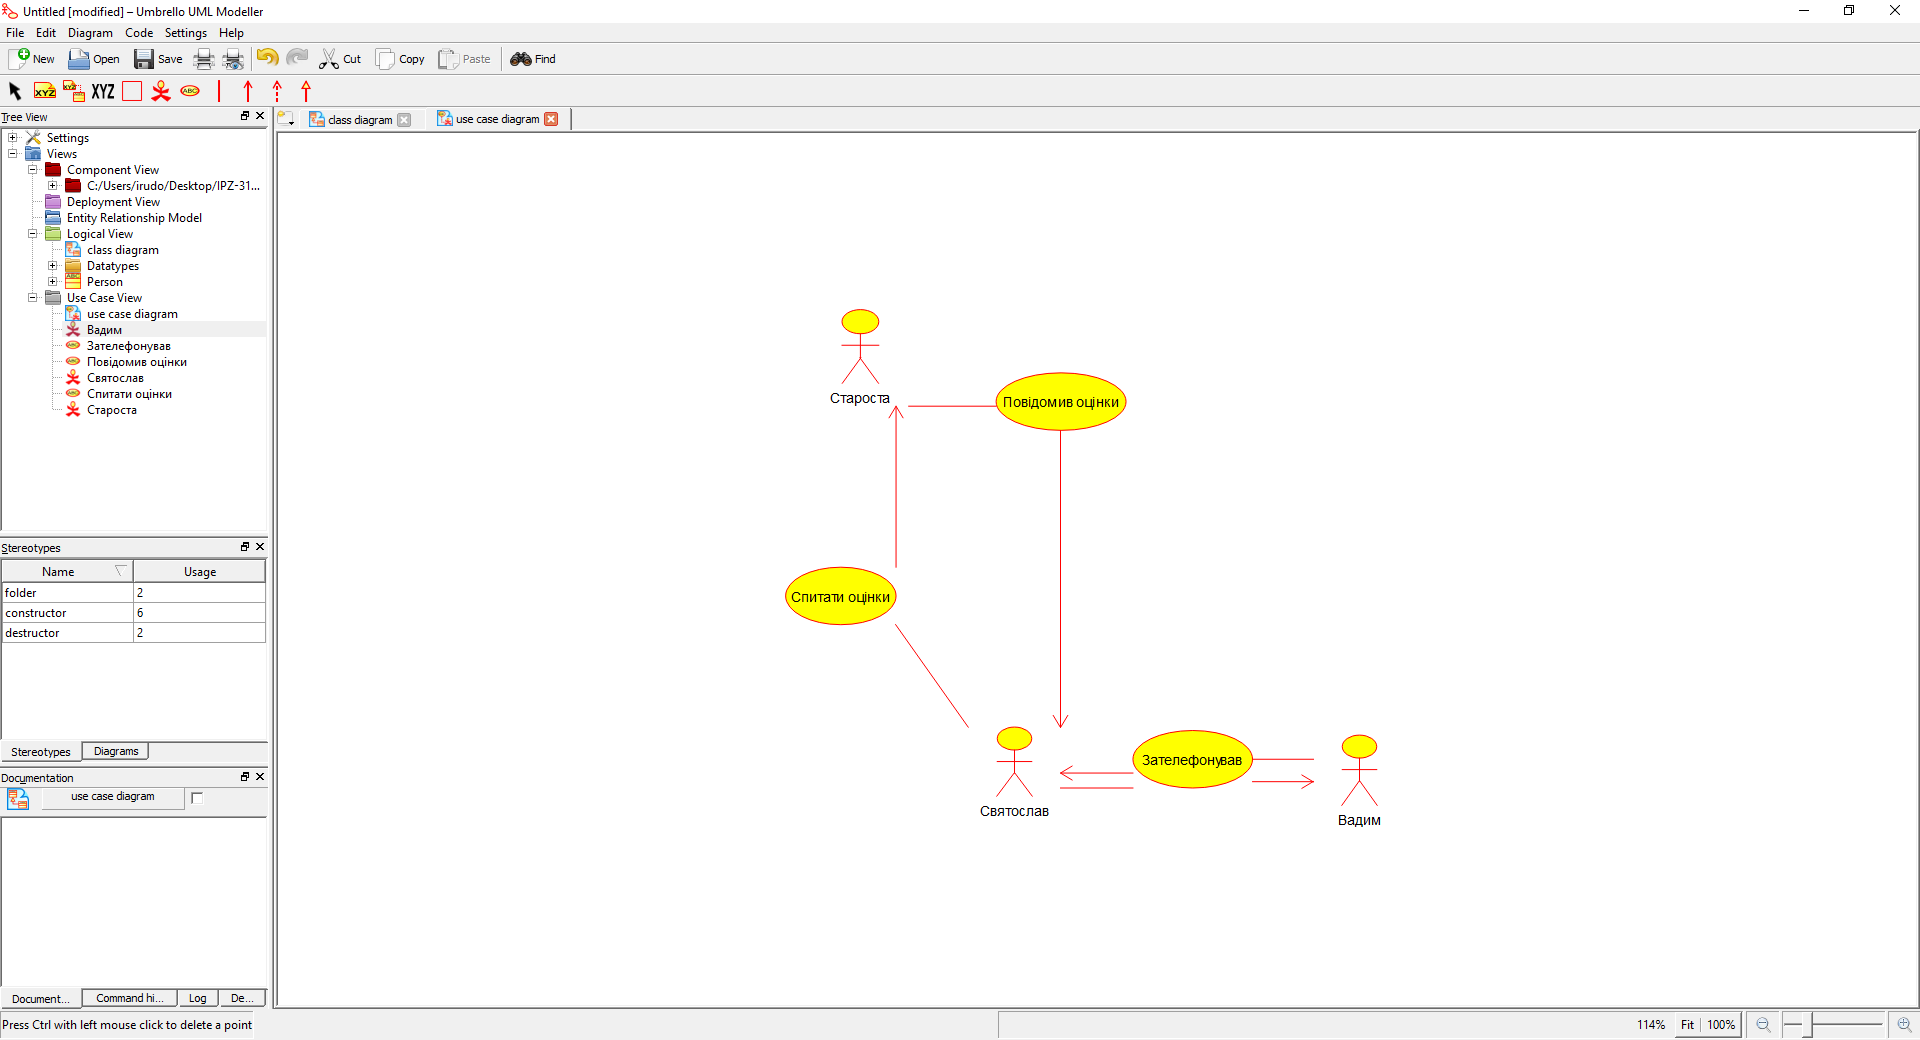 Untitled [modified] – Umbrello UML Modeller
File Edit Diagram Code Settings Help
New Open Save Cut Copy Paste Find
XYZ XYZ XYZ ABC
Tree View
class diagram
use case diagram
Settings
Views
Component View
C:/Users/irudo/Desktop/IPZ-31...
Deployment View
Entity Relationship Model
Logical View
class diagram
Datatypes
Person
Use Case View
use case diagram
Вадим
Зателефонував
Повідомив оцінки
Святослав
Спитати оцінки
Староста
Stereotypes
Name Usage
folder 2
constructor 6
destructor 2
Stereotypes Diagrams
Documentation
use case diagram
Document... Command hi... Log De...
Староста
Повідомив оцінки
Спитати оцінки
Зателефонував
Святослав
Вадим
Press Ctrl with left mouse click to delete a point
114% Fit 100%